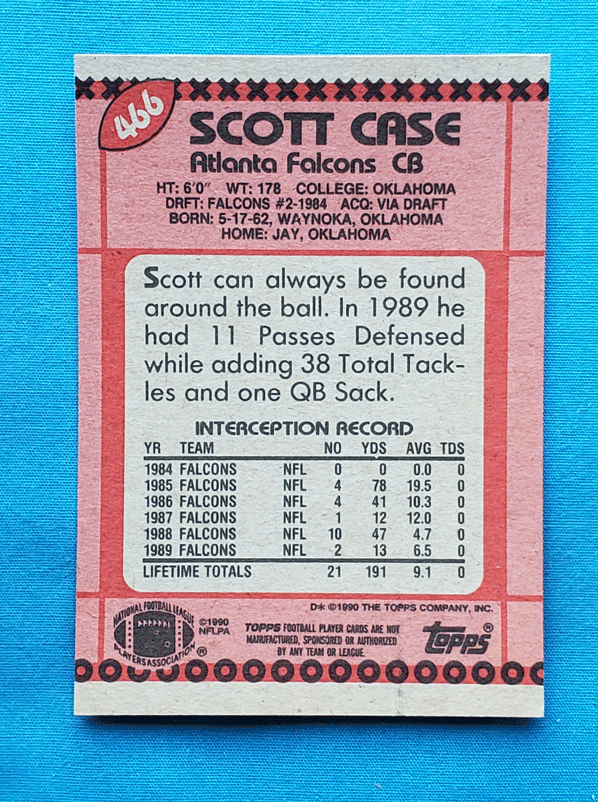 466
SCOTT CASE
Atlanta Falcons CB
HT: 6'0" WT: 178 COLLEGE: OKLAHOMA
DRFT: FALCONS #2-1984 ACQ: VIA DRAFT
BORN: 5-17-62, WAYNOKA, OKLAHOMA
HOME: JAY, OKLAHOMA
Scott can always be found
around the ball. In 1989 he
had 11 Passes Defensed
while adding 38 Total Tack-
les and one QB Sack.
INTERCEPTION RECORD
YR TEAM NO YDS AVG TDS
1984 FALCONS NFL 0 0 0.0 0
1985 FALCONS NFL 4 78 19.5 0
1986 FALCONS NFL 4 41 10.3 0
1987 FALCONS NFL 1 12 12.0 0
1988 FALCONS NFL 10 47 4.7 0
1989 FALCONS NFL 2 13 6.5 0
LIFETIME TOTALS 21 191 9.1 0
D* ©1990 THE TOPPS COMPANY, INC.
NATIONAL FOOTBALL LEAGUE
PLAYERS ASSOCIATION ®
©1990
NFLPA
TOPPS FOOTBALL PLAYER CARDS ARE NOT
MANUFACTURED, SPONSORED OR AUTHORIZED
BY ANY TEAM OR LEAGUE.
topps®